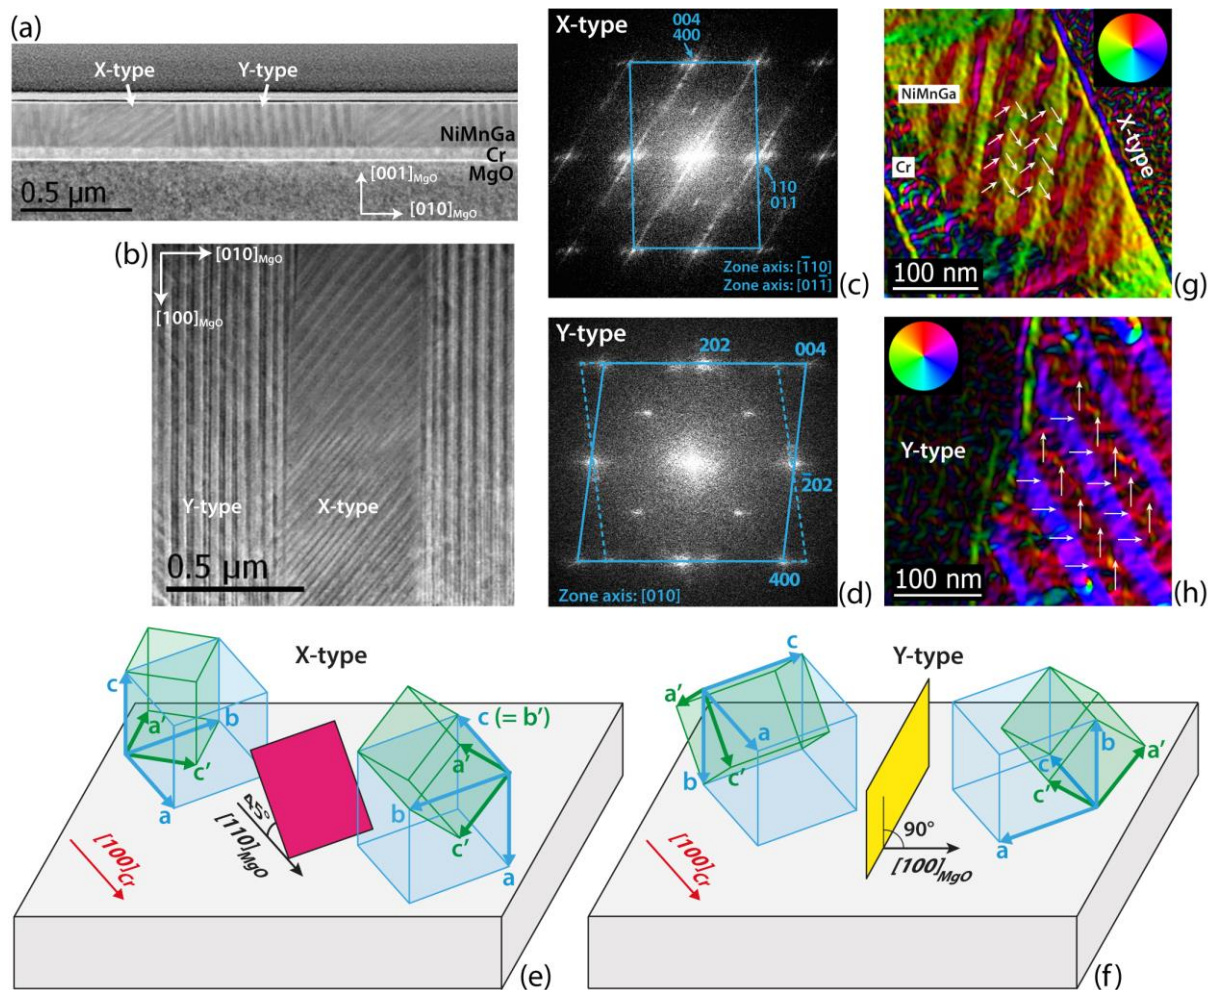 (a)
X-type
Y-type
NiMnGa
Cr
MgO
[001]MgO
[010]MgO
0.5 µm
(b)
[010]MgO
[100]MgO
Y-type
X-type
0.5 µm
X-type
004
400
110
011
Zone axis: [1̄10]
Zone axis: [011̄]
(c)
Y-type
202
004
2̄02
400
Zone axis: [010]
(d)
NiMnGa
Cr
X-type
100 nm
(g)
Y-type
100 nm
(h)
X-type
c
a'
b
c'
a
45°
[110]MgO
[100]Cr
c (= b')
a'
b
c'
a
(e)
Y-type
a'
c
a
b
c'
[100]Cr
90°
[100]MgO
b
a'
c
c'
a
(f)